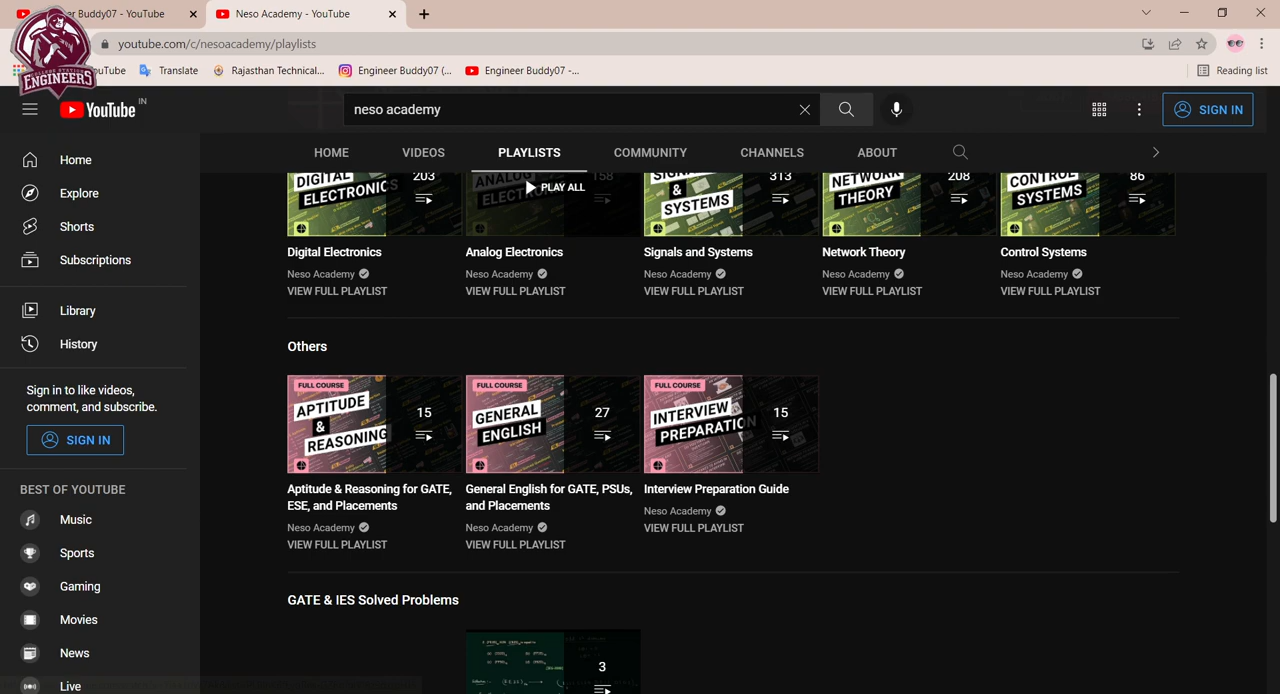 er Buddy07 - YouTube
Neso Academy - YouTube
youtube.com/c/nesoacademy/playlists
COLLEGE STATION
ENGINEERS
uTube
Translate
Rajasthan Technical...
Engineer Buddy07 (...
Engineer Buddy07 -...
Reading list
YouTube IN
neso academy
SIGN IN
HOME
VIDEOS
PLAYLISTS
COMMUNITY
CHANNELS
ABOUT
Home
Explore
Shorts
Subscriptions
Library
History
Sign in to like videos,
comment, and subscribe.
SIGN IN
BEST OF YOUTUBE
Music
Sports
Gaming
Movies
News
Live
DIGITAL
ELECTRONICS
203
Digital Electronics
Neso Academy
VIEW FULL PLAYLIST
ANALOG
ELECTRONICS
158
PLAY ALL
Analog Electronics
Neso Academy
VIEW FULL PLAYLIST
SIGNALS
&
SYSTEMS
313
Signals and Systems
Neso Academy
VIEW FULL PLAYLIST
NETWORK
THEORY
208
Network Theory
Neso Academy
VIEW FULL PLAYLIST
CONTROL
SYSTEMS
86
Control Systems
Neso Academy
VIEW FULL PLAYLIST
Others
FULL COURSE
APTITUDE
&
REASONING
15
Aptitude & Reasoning for GATE,
ESE, and Placements
Neso Academy
VIEW FULL PLAYLIST
FULL COURSE
GENERAL
ENGLISH
27
General English for GATE, PSUs,
and Placements
Neso Academy
VIEW FULL PLAYLIST
FULL COURSE
INTERVIEW
PREPARATION
15
Interview Preparation Guide
Neso Academy
VIEW FULL PLAYLIST
GATE & IES Solved Problems
3